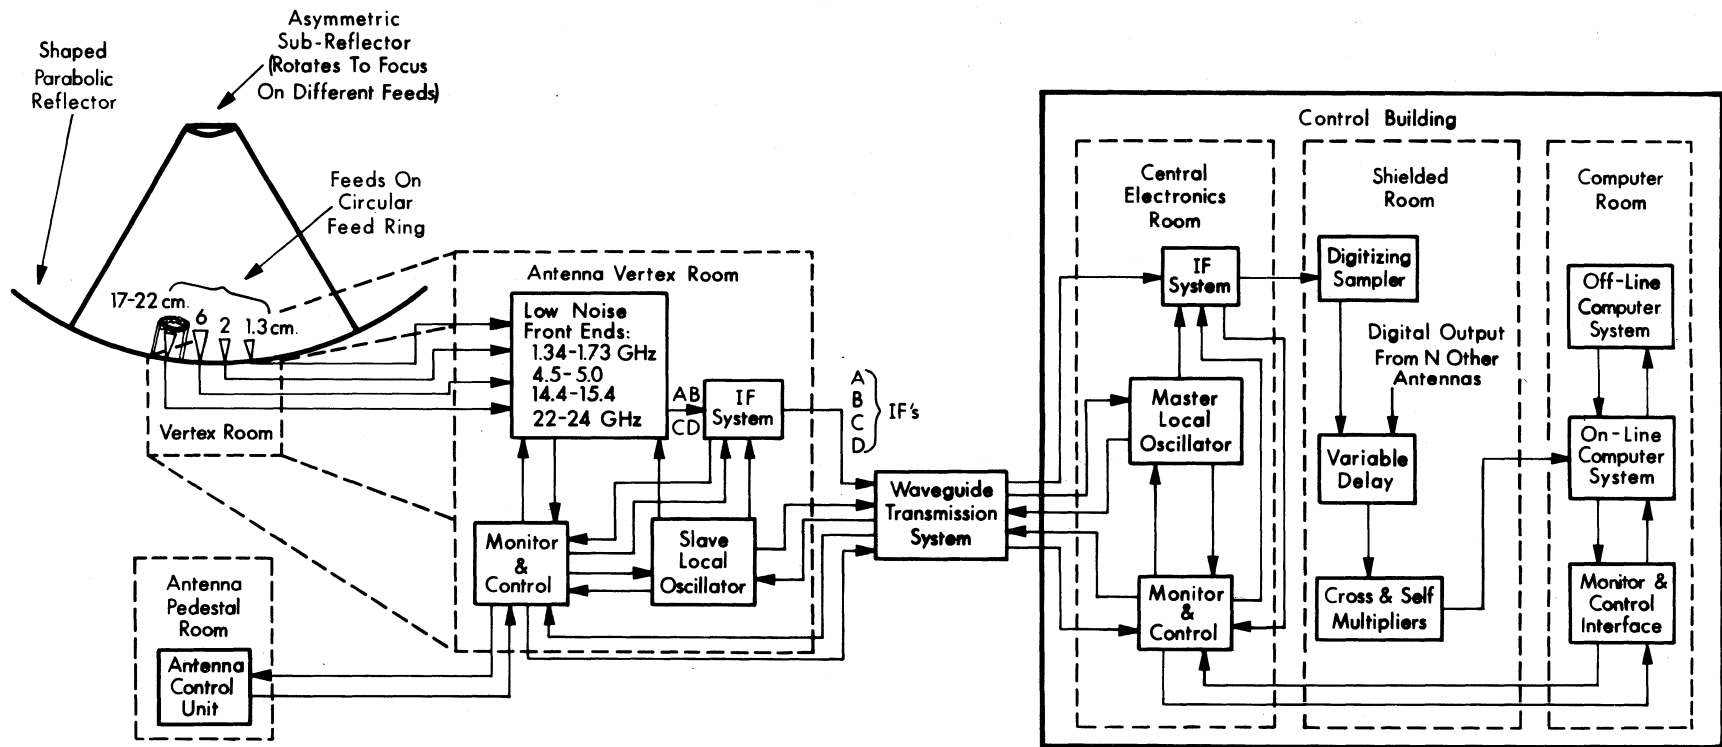 Asymmetric
Sub-Reflector
(Rotates To Focus
On Different Feeds)
Shaped
Parabolic
Reflector
Feeds On
Circular
Feed Ring
17-22 cm.
6
2
1.3 cm.
Vertex Room
Antenna Vertex Room
Low Noise
Front Ends:
1.34-1.73 GHz
4.5-5.0
14.4-15.4
22-24 GHz
AB
CD
IF
System
A
B
C
D
IF's
Monitor
&
Control
Slave
Local
Oscillator
Antenna
Pedestal
Room
Antenna
Control
Unit
Waveguide
Transmission
System
Control Building
Central
Electronics
Room
IF
System
Master
Local
Oscillator
Monitor
&
Control
Shielded
Room
Digitizing
Sampler
Digital Output
From N Other
Antennas
Variable
Delay
Cross & Self
Multipliers
Computer
Room
Off-Line
Computer
System
On-Line
Computer
System
Monitor &
Control
Interface